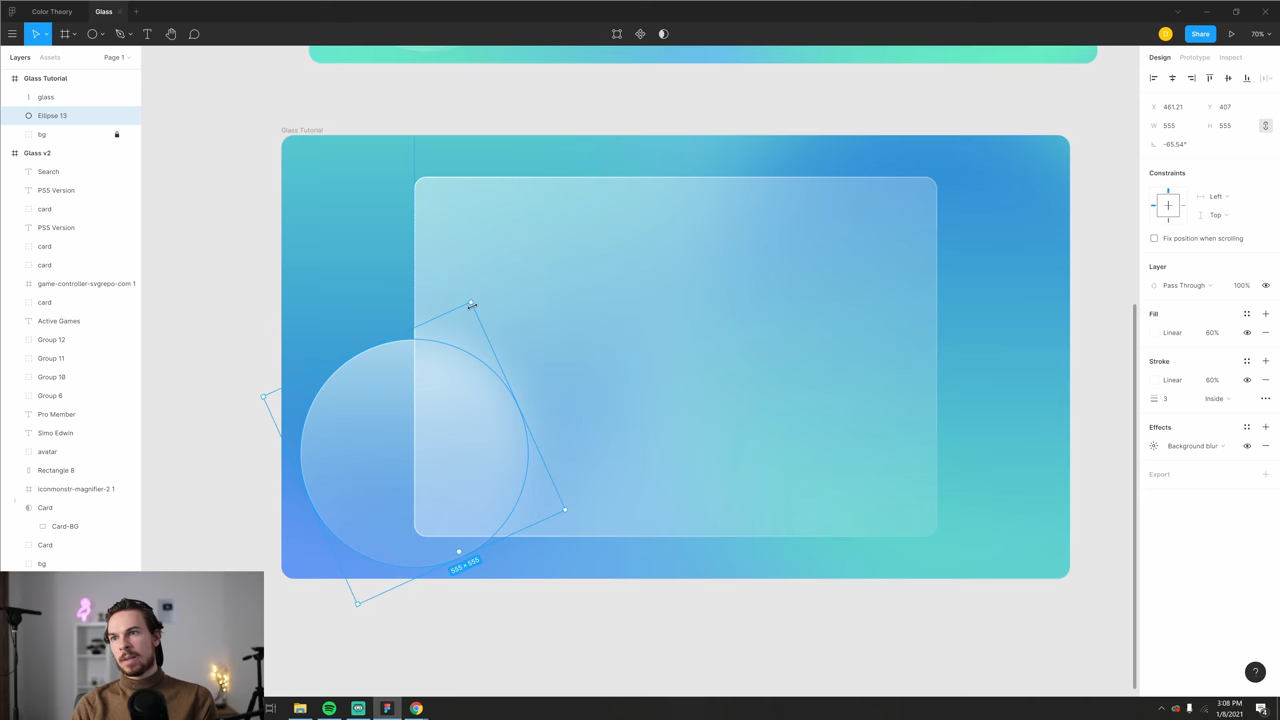 Color Theory
Glass
Share
70%
Layers
Assets
Page 1
Glass Tutorial
glass
Ellipse 13
bg
Glass v2
Search
PS5 Version
card
PS5 Version
card
card
game-controller-svgrepo-com 1
card
Active Games
Group 12
Group 11
Group 10
Group 6
Pro Member
Simo Edwin
avatar
Rectangle 8
iconmonstr-magnifier-2 1
Card
Card-BG
Card
bg
Glass Tutorial
555 × 555
Design
Prototype
Inspect
X 461.21 Y 407
W 555 H 555
-65.54°
Constraints
Left
Top
Fix position when scrolling
Layer
Pass Through 100%
Fill
Linear 60%
Stroke
Linear 60%
3 Inside
Effects
Background blur
Export
?
3:08 PM
1/8/2021